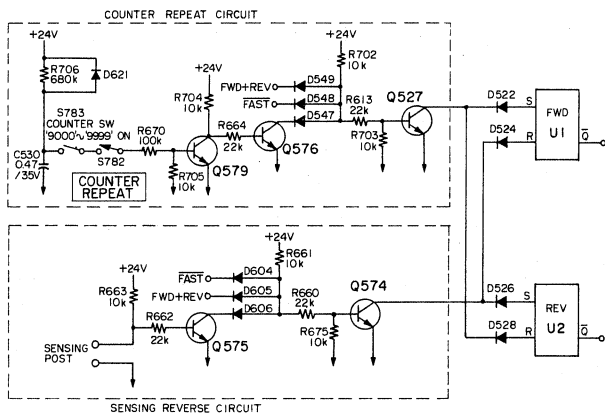 COUNTER REPEAT CIRCUIT
+24V
R706
680k
D621
S783
COUNTER SW
'9000'~'9999' ON
C530
0.47
/35V
S782
COUNTER
REPEAT
R670
100k
R705
10k
+24V
R704
10k
Q579
R664
22k
Q576
+24V
R702
10k
FWD+REV
D549
FAST
D548
D547
R613
22k
R703
10k
Q527
D522
S
D524
R
FWD
U1
Q
+24V
R663
10k
SENSING
POST
R662
22k
Q575
+24V
R661
10k
FAST
D604
FWD+REV
D605
D606
R660
22k
R675
10k
Q574
D526
S
D528
R
REV
U2
Q
SENSING REVERSE CIRCUIT